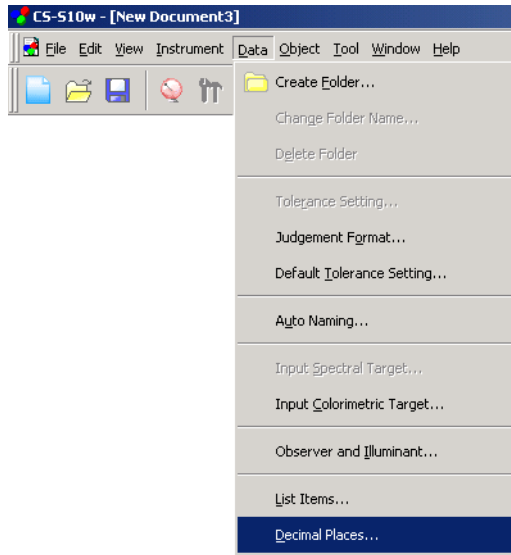 CS-S10w - [New Document3]
File Edit View Instrument Data Object Tool Window Help
Create Folder...
Change Folder Name...
Delete Folder
Tolerance Setting...
Judgement Format...
Default Tolerance Setting...
Auto Naming...
Input Spectral Target...
Input Colorimetric Target...
Observer and Illuminant...
List Items...
Decimal Places...